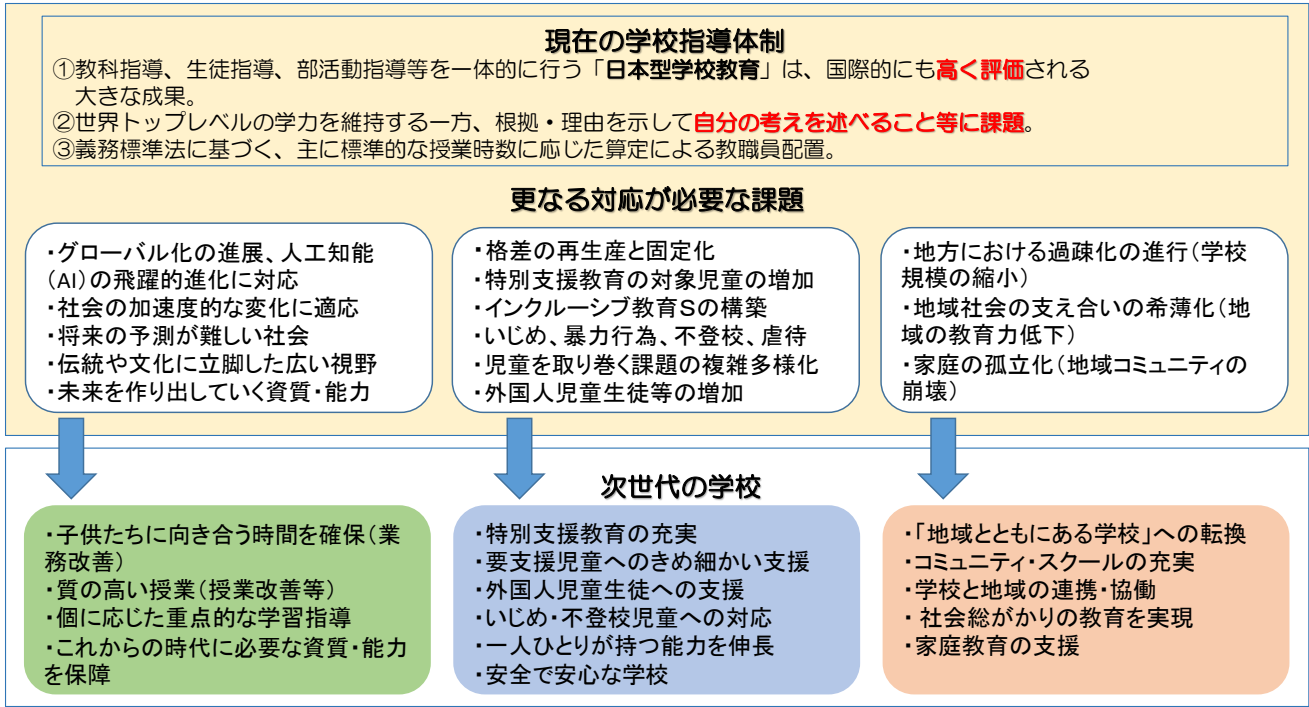 現在の学校指導体制
①教科指導、生徒指導、部活動指導等を一体的に行う「日本型学校教育」は、国際的にも高く評価される
大きな成果。
②世界トップレベルの学力を維持する一方、根拠・理由を示して自分の考えを述べること等に課題。
③義務標準法に基づく、主に標準的な授業時数に応じた算定による教職員配置。
更なる対応が必要な課題
・グローバル化の進展、人工知能
(AI)の飛躍的進化に対応
・社会の加速度的な変化に適応
・将来の予測が難しい社会
・伝統や文化に立脚した広い視野
・未来を作り出していく資質・能力
・格差の再生産と固定化
・特別支援教育の対象児童の増加
・インクルーシブ教育Sの構築
・いじめ、暴力行為、不登校、虐待
・児童を取り巻く課題の複雑多様化
・外国人児童生徒等の増加
・地方における過疎化の進行(学校
規模の縮小)
・地域社会の支え合いの希薄化(地
域の教育力低下)
・家庭の孤立化(地域コミュニティの
崩壊)
次世代の学校
・子供たちに向き合う時間を確保(業
務改善)
・質の高い授業(授業改善等)
・個に応じた重点的な学習指導
・これからの時代に必要な資質・能力
を保障
・特別支援教育の充実
・要支援児童へのきめ細かい支援
・外国人児童生徒への支援
・いじめ・不登校児童への対応
・一人ひとりが持つ能力を伸長
・安全で安心な学校
・「地域とともにある学校」への転換
・コミュニティ・スクールの充実
・学校と地域の連携・協働
・社会総がかりの教育を実現
・家庭教育の支援